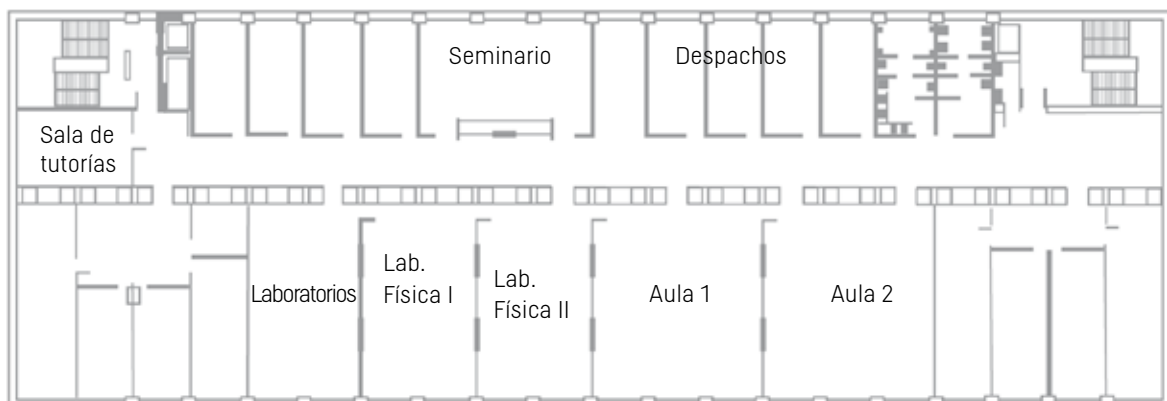 Seminario
Despachos
Sala de
tutorías
Laboratorios
Lab.
Física I
Lab.
Física II
Aula 1
Aula 2